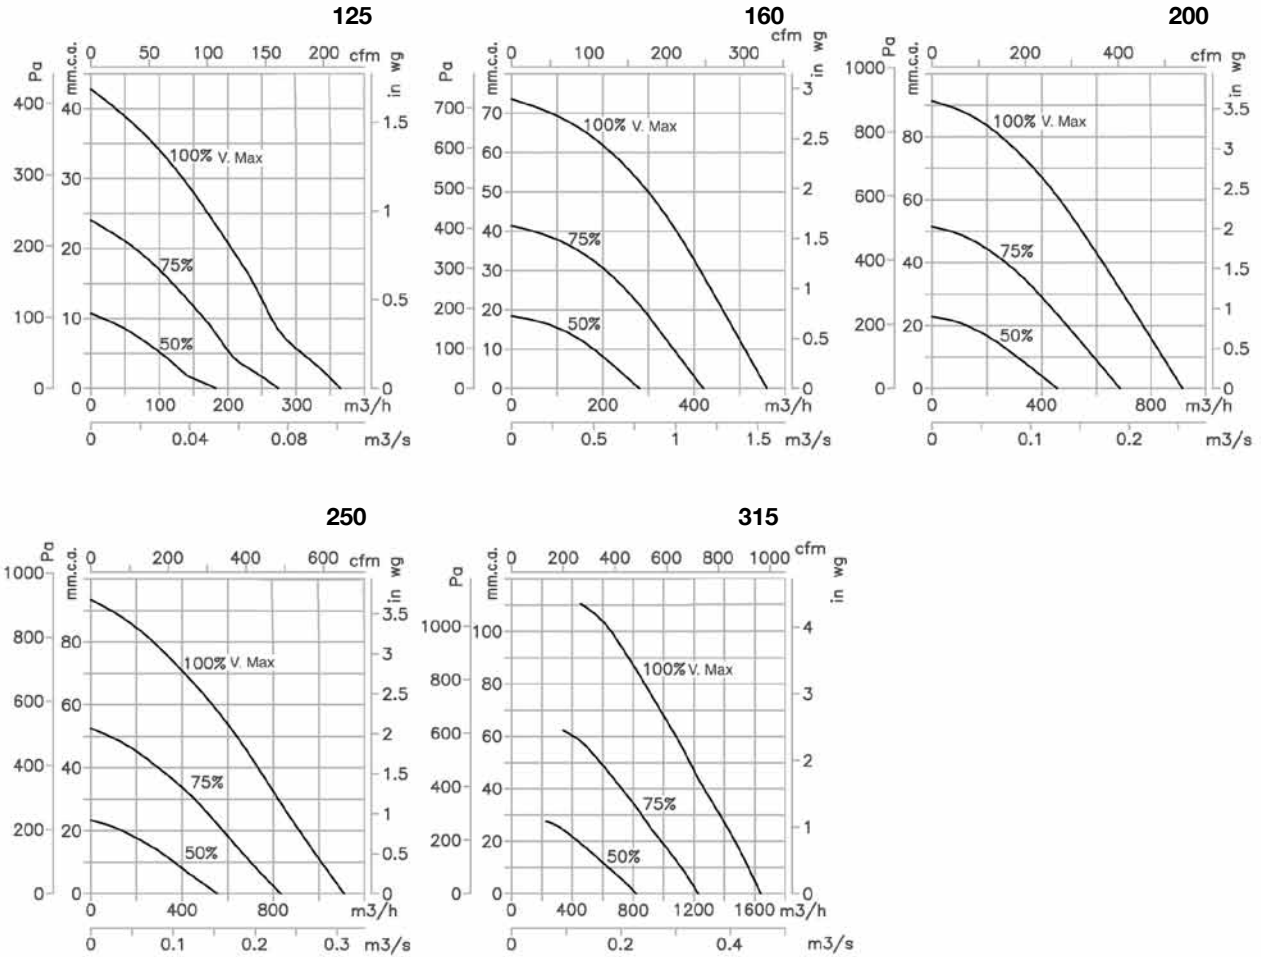 125
160
200
0 50 100 150 200 cfm
0 100 200 300 cfm
0 200 400 cfm
Pa mm.c.a. in wg
Pa mm.c.a. in wg
Pa mm.c.a. in wg
400 300 200 100 0
40 30 20 10 0
1.5 1 0.5 0
100% V. Max
75%
50%
0 100 200 300 m3/h
0 0.04 0.08 m3/s
700 600 500 400 300 200 100 0
70 60 50 40 30 20 10 0
3 2.5 2 1.5 1 0.5 0
100% V. Max
75%
50%
0 200 400 m3/h
0 0.5 1 1.5 m3/s
1000 800 600 400 200 0
80 60 40 20 0
3.5 3 2.5 2 1.5 1 0.5 0
100% V. Max
75%
50%
0 400 800 m3/h
0 0.1 0.2 m3/s
250
315
0 200 400 600 cfm
0 200 400 600 800 1000 cfm
Pa mm.c.a. in wg
Pa mm.c.a. in wg
1000 800 600 400 200 0
80 60 40 20 0
3.5 3 2.5 2 1.5 1 0.5 0
100% V. Max
75%
50%
0 400 800 m3/h
0 0.1 0.2 0.3 m3/s
1000 800 600 400 200 0
100 80 60 40 20 0
4 3 2 1 0
100% V. Max
75%
50%
0 400 800 1200 1600 m3/h
0 0.2 0.4 m3/s